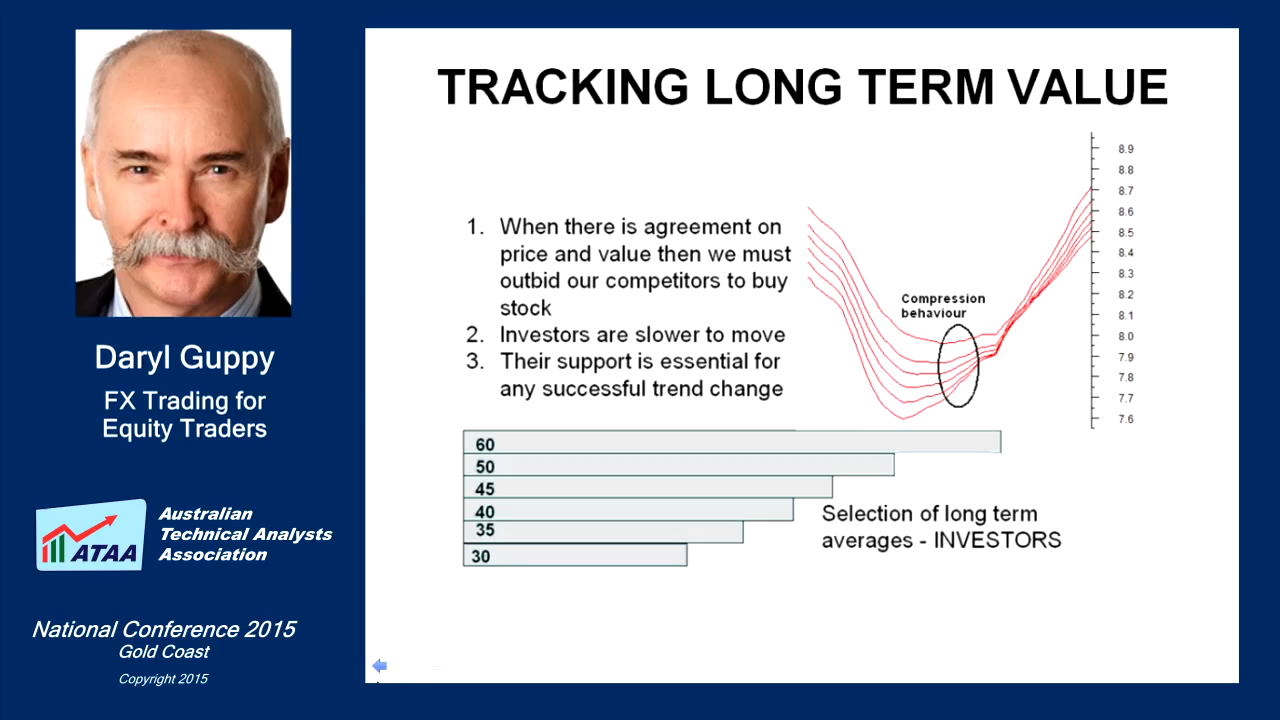 TRACKING LONG TERM VALUE
1. When there is agreement on
price and value then we must
outbid our competitors to buy
stock
2. Investors are slower to move
3. Their support is essential for
any successful trend change
Compression
behaviour
8.9
8.8
8.7
8.6
8.5
8.4
8.3
8.2
8.1
8.0
7.9
7.8
7.7
7.6
60
50
45
40
35
30
Selection of long term
averages - INVESTORS
Daryl Guppy
FX Trading for
Equity Traders
ATAA
Australian
Technical Analysts
Association
National Conference 2015
Gold Coast
Copyright 2015